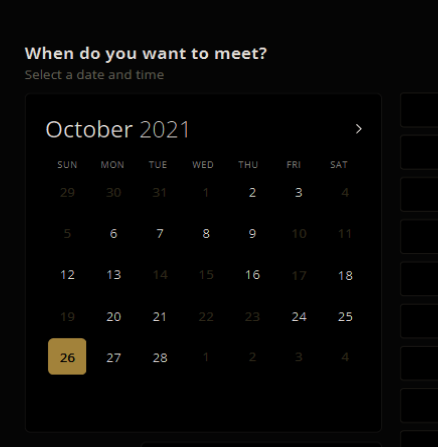 When do you want to meet?
Select a date and time
October 2021
SUN MON TUE WED THU FRI SAT
29 30 31 1 2 3 4
5 6 7 8 9 10 11
12 13 14 15 16 17 18
19 20 21 22 23 24 25
26 27 28 1 2 3 4